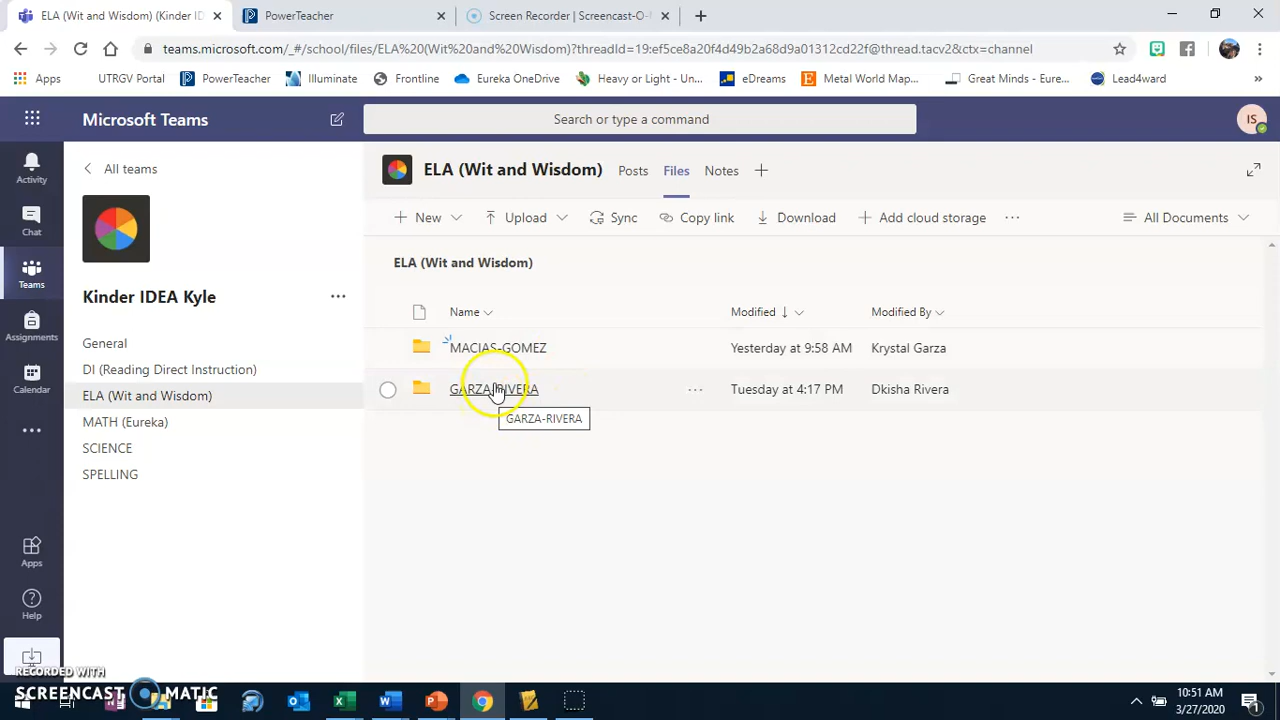 ELA (Wit and Wisdom) (Kinder ID
PowerTeacher
Screen Recorder | Screencast-O-
teams.microsoft.com/_#/school/files/ELA%20(Wit%20and%20Wisdom)?threadId=19:ef5ce8a20f4d49b2a68d9a01312cd22f@thread.tacv2&ctx=channel
Apps UTRGV Portal PowerTeacher Illuminate Frontline Eureka OneDrive Heavy or Light - Un... eDreams Metal World Map... Great Minds - Eure... Lead4ward »
Microsoft Teams
Search or type a command
IS
Activity
Chat
Teams
Assignments
Calendar
Apps
Help
All teams
Kinder IDEA Kyle
General
DI (Reading Direct Instruction)
ELA (Wit and Wisdom)
MATH (Eureka)
SCIENCE
SPELLING
ELA (Wit and Wisdom) Posts Files Notes
New Upload Sync Copy link Download Add cloud storage All Documents
ELA (Wit and Wisdom)
Name Modified Modified By
MACIAS-GOMEZ Yesterday at 9:58 AM Krystal Garza
GARZA-RIVERA Tuesday at 4:17 PM Dkisha Rivera
GARZA-RIVERA
RECORDED WITH
SCREENCAST MATIC
10:51 AM
3/27/2020
1